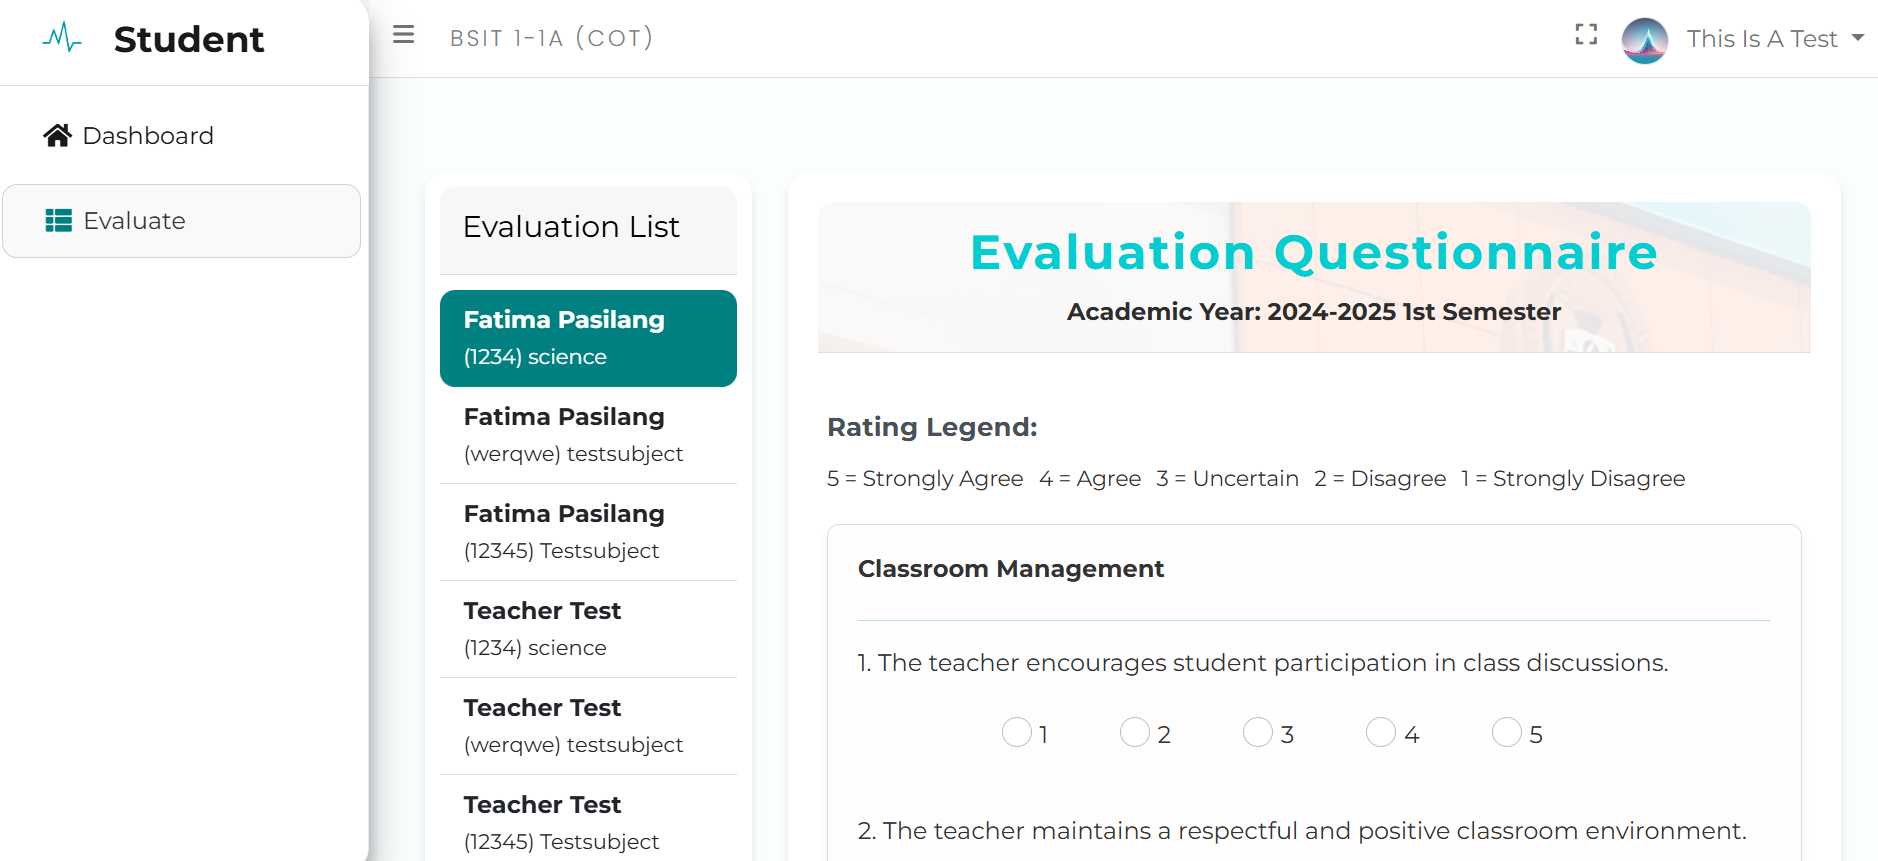 Student
BSIT 1-1A (COT)
This Is A Test
Dashboard
Evaluate
Evaluation List
Fatima Pasilang
(1234) science
Fatima Pasilang
(werqwe) testsubject
Fatima Pasilang
(12345) Testsubject
Teacher Test
(1234) science
Teacher Test
(werqwe) testsubject
Teacher Test
(12345) Testsubject
Evaluation Questionnaire
Academic Year: 2024-2025 1st Semester
Rating Legend:
5 = Strongly Agree 4 = Agree 3 = Uncertain 2 = Disagree 1 = Strongly Disagree
Classroom Management
1. The teacher encourages student participation in class discussions.
1 2 3 4 5
2. The teacher maintains a respectful and positive classroom environment.